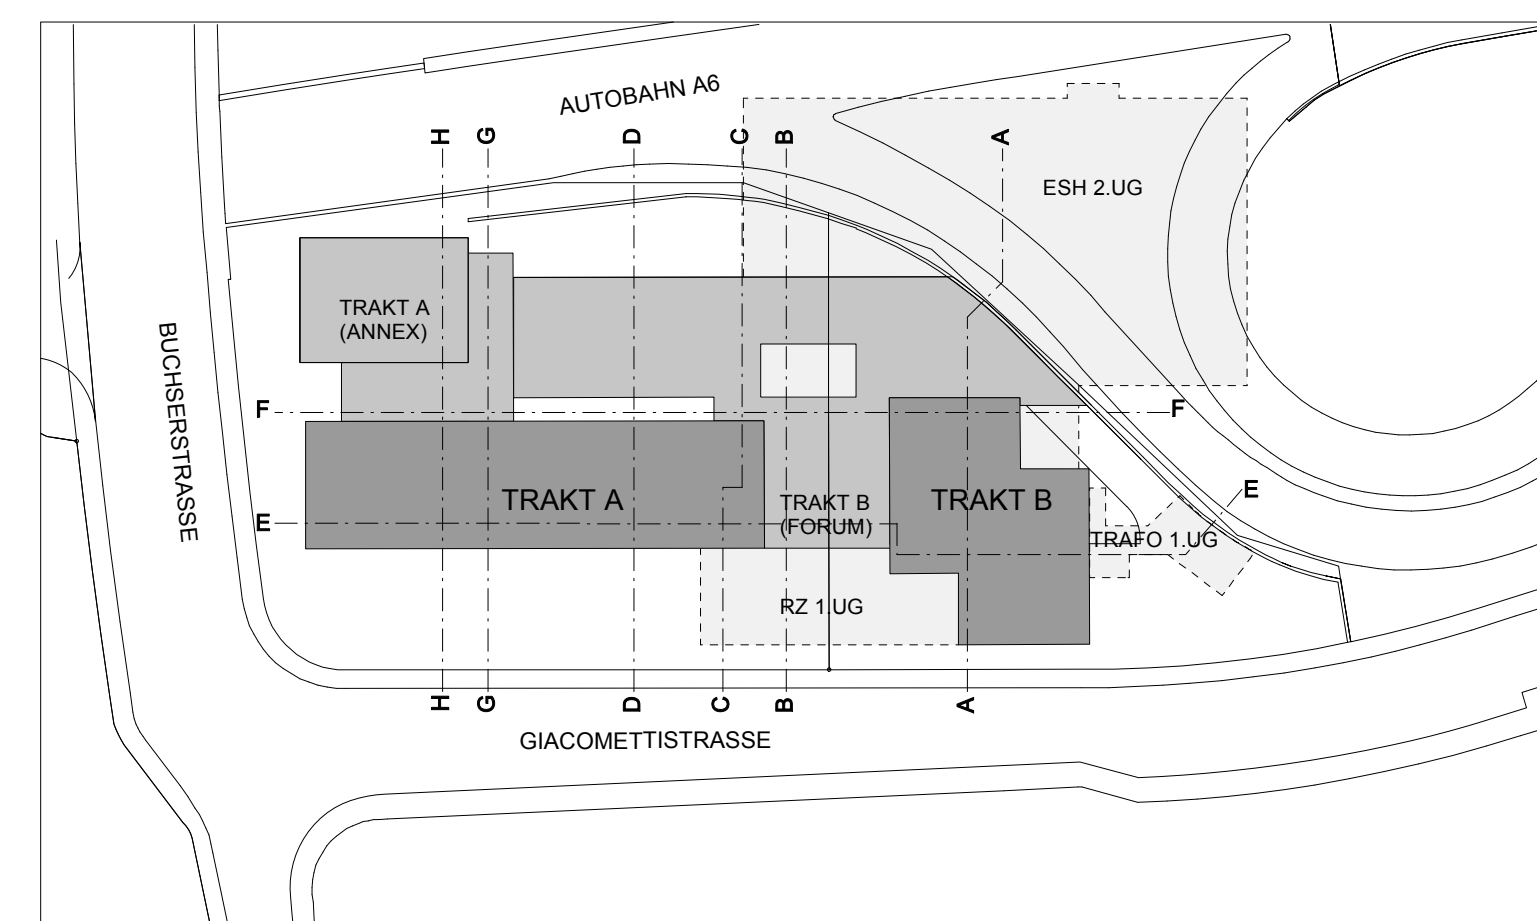 AUTOBAHN A6
H
G
D
C
B
A
ESH 2.UG
TRAKT A
(ANNEX)
BUCHSERSTRASSE
F
F
TRAKT A
TRAKT B
(FORUM)
TRAKT B
E
E
TRAFO 1.UG
RZ 1.UG
H
G
D
C
B
A
GIACOMETTISTRASSE